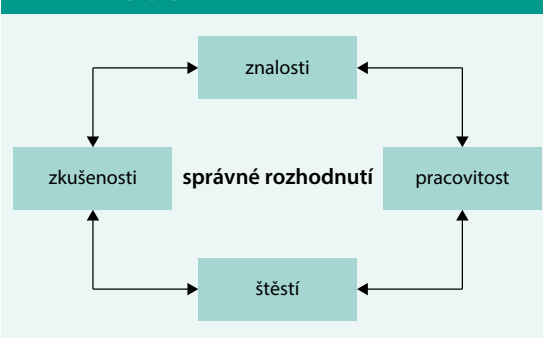 znalosti
zkušenosti
správné rozhodnutí
pracovitost
štěstí